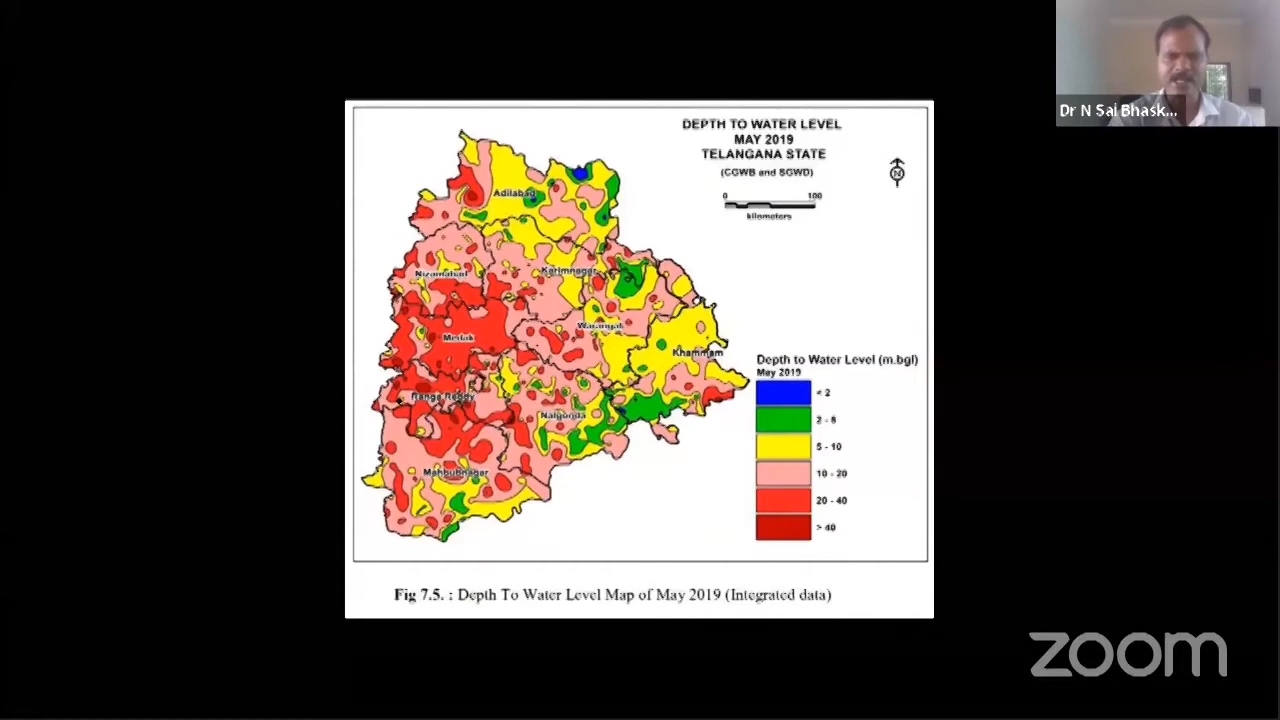 Dr N Sai Bhask...
DEPTH TO WATER LEVEL
MAY 2019
TELANGANA STATE
(CGWB and SGWD)
0 100
kilometers
N
Adilabad
Nizamabad
Karimnagar
Medak
Warangal
Khammam
Ranga Reddy
Nalgonda
Mahbubnagar
Depth to Water Level (m.bgl)
May 2019
< 2
5 - 10
10 - 20
20 - 40
> 40
Fig 7.5. : Depth To Water Level Map of May 2019 (Integrated data)
zoom